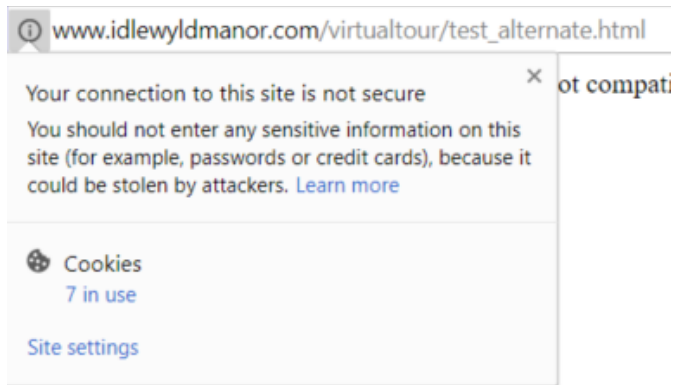 www.idlewyldmanor.com/virtualtour/test_alternate.html
Your connection to this site is not secure
You should not enter any sensitive information on this
site (for example, passwords or credit cards), because it
could be stolen by attackers. Learn more
ot compati
Cookies
7 in use
Site settings